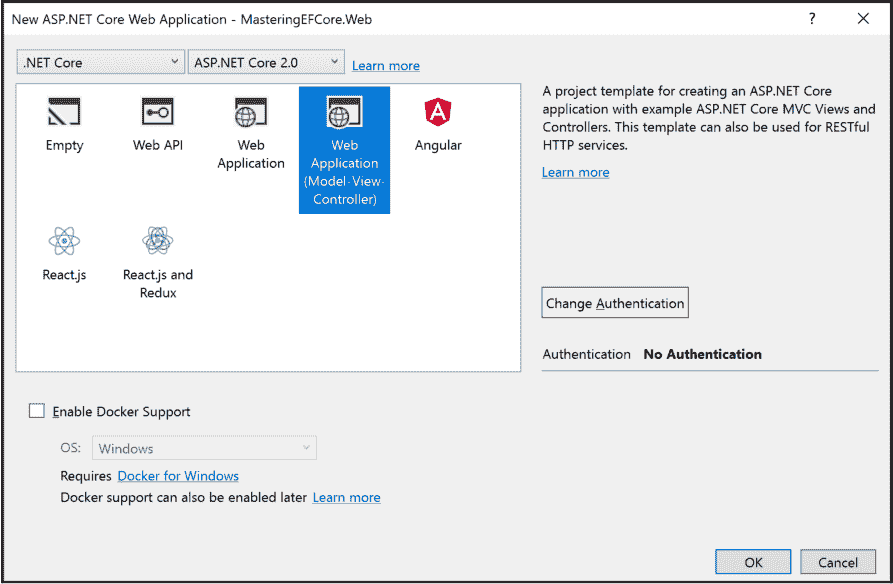 New ASP.NET Core Web Application - MasteringEFCore.Web
?
.NET Core
ASP.NET Core 2.0
Learn more
Empty
Web API
Web
Application
Web
Application
(Model-View-
Controller)
Angular
React.js
React.js and
Redux
A project template for creating an ASP.NET Core
application with example ASP.NET Core MVC Views and
Controllers. This template can also be used for RESTful
HTTP services.
Learn more
Change Authentication
Authentication No Authentication
Enable Docker Support
OS: Windows
Requires Docker for Windows
Docker support can also be enabled later Learn more
OK
Cancel